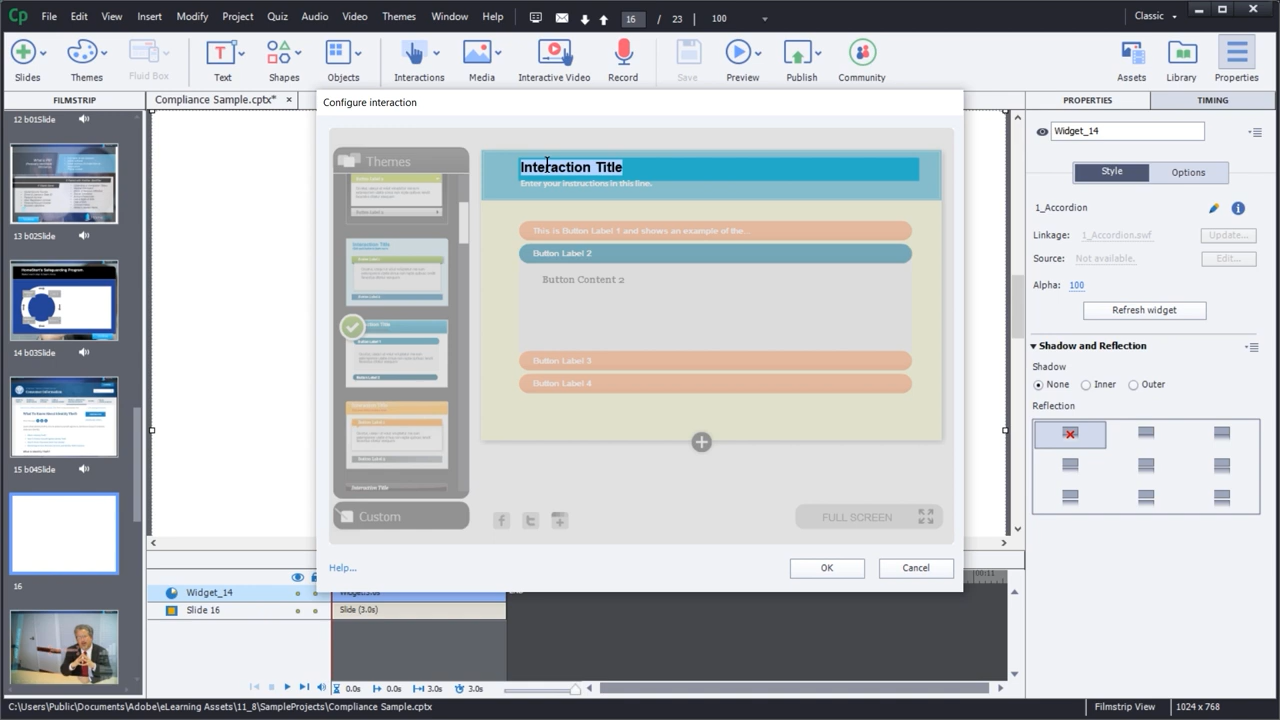 Cp File Edit View Insert Modify Project Quiz Audio Video Themes Window Help 16 / 23 100 Classic
Slides Themes Fluid Box Text Shapes Objects Interactions Media Interactive Video Record Save Preview Publish Community Assets Library Properties
FILMSTRIP Compliance Sample.cptx* × PROPERTIES TIMING
Configure interaction
12 b01Slide
13 b02Slide
14 b03Slide
15 b04Slide
16
Themes
Custom
Interaction Title
Enter your instructions in this line.
This is Button Label 1 and shows an example of the...
Button Label 2
Button Content 2
Button Label 3
Button Label 4
FULL SCREEN
Help...
OK Cancel
Widget_14
Style Options
1_Accordion
Linkage: 1_Accordion.swf Update...
Source: Not available. Edit...
Alpha: 100
Refresh widget
Shadow and Reflection
Shadow
None Inner Outer
Reflection
Widget_14
Slide 16 Slide (3.0s)
0.0s 0.0s 3.0s 3.0s
C:\Users\Public\Documents\Adobe\eLearning Assets\11_8\SampleProjects\Compliance Sample.cptx Filmstrip View 1024 x 768